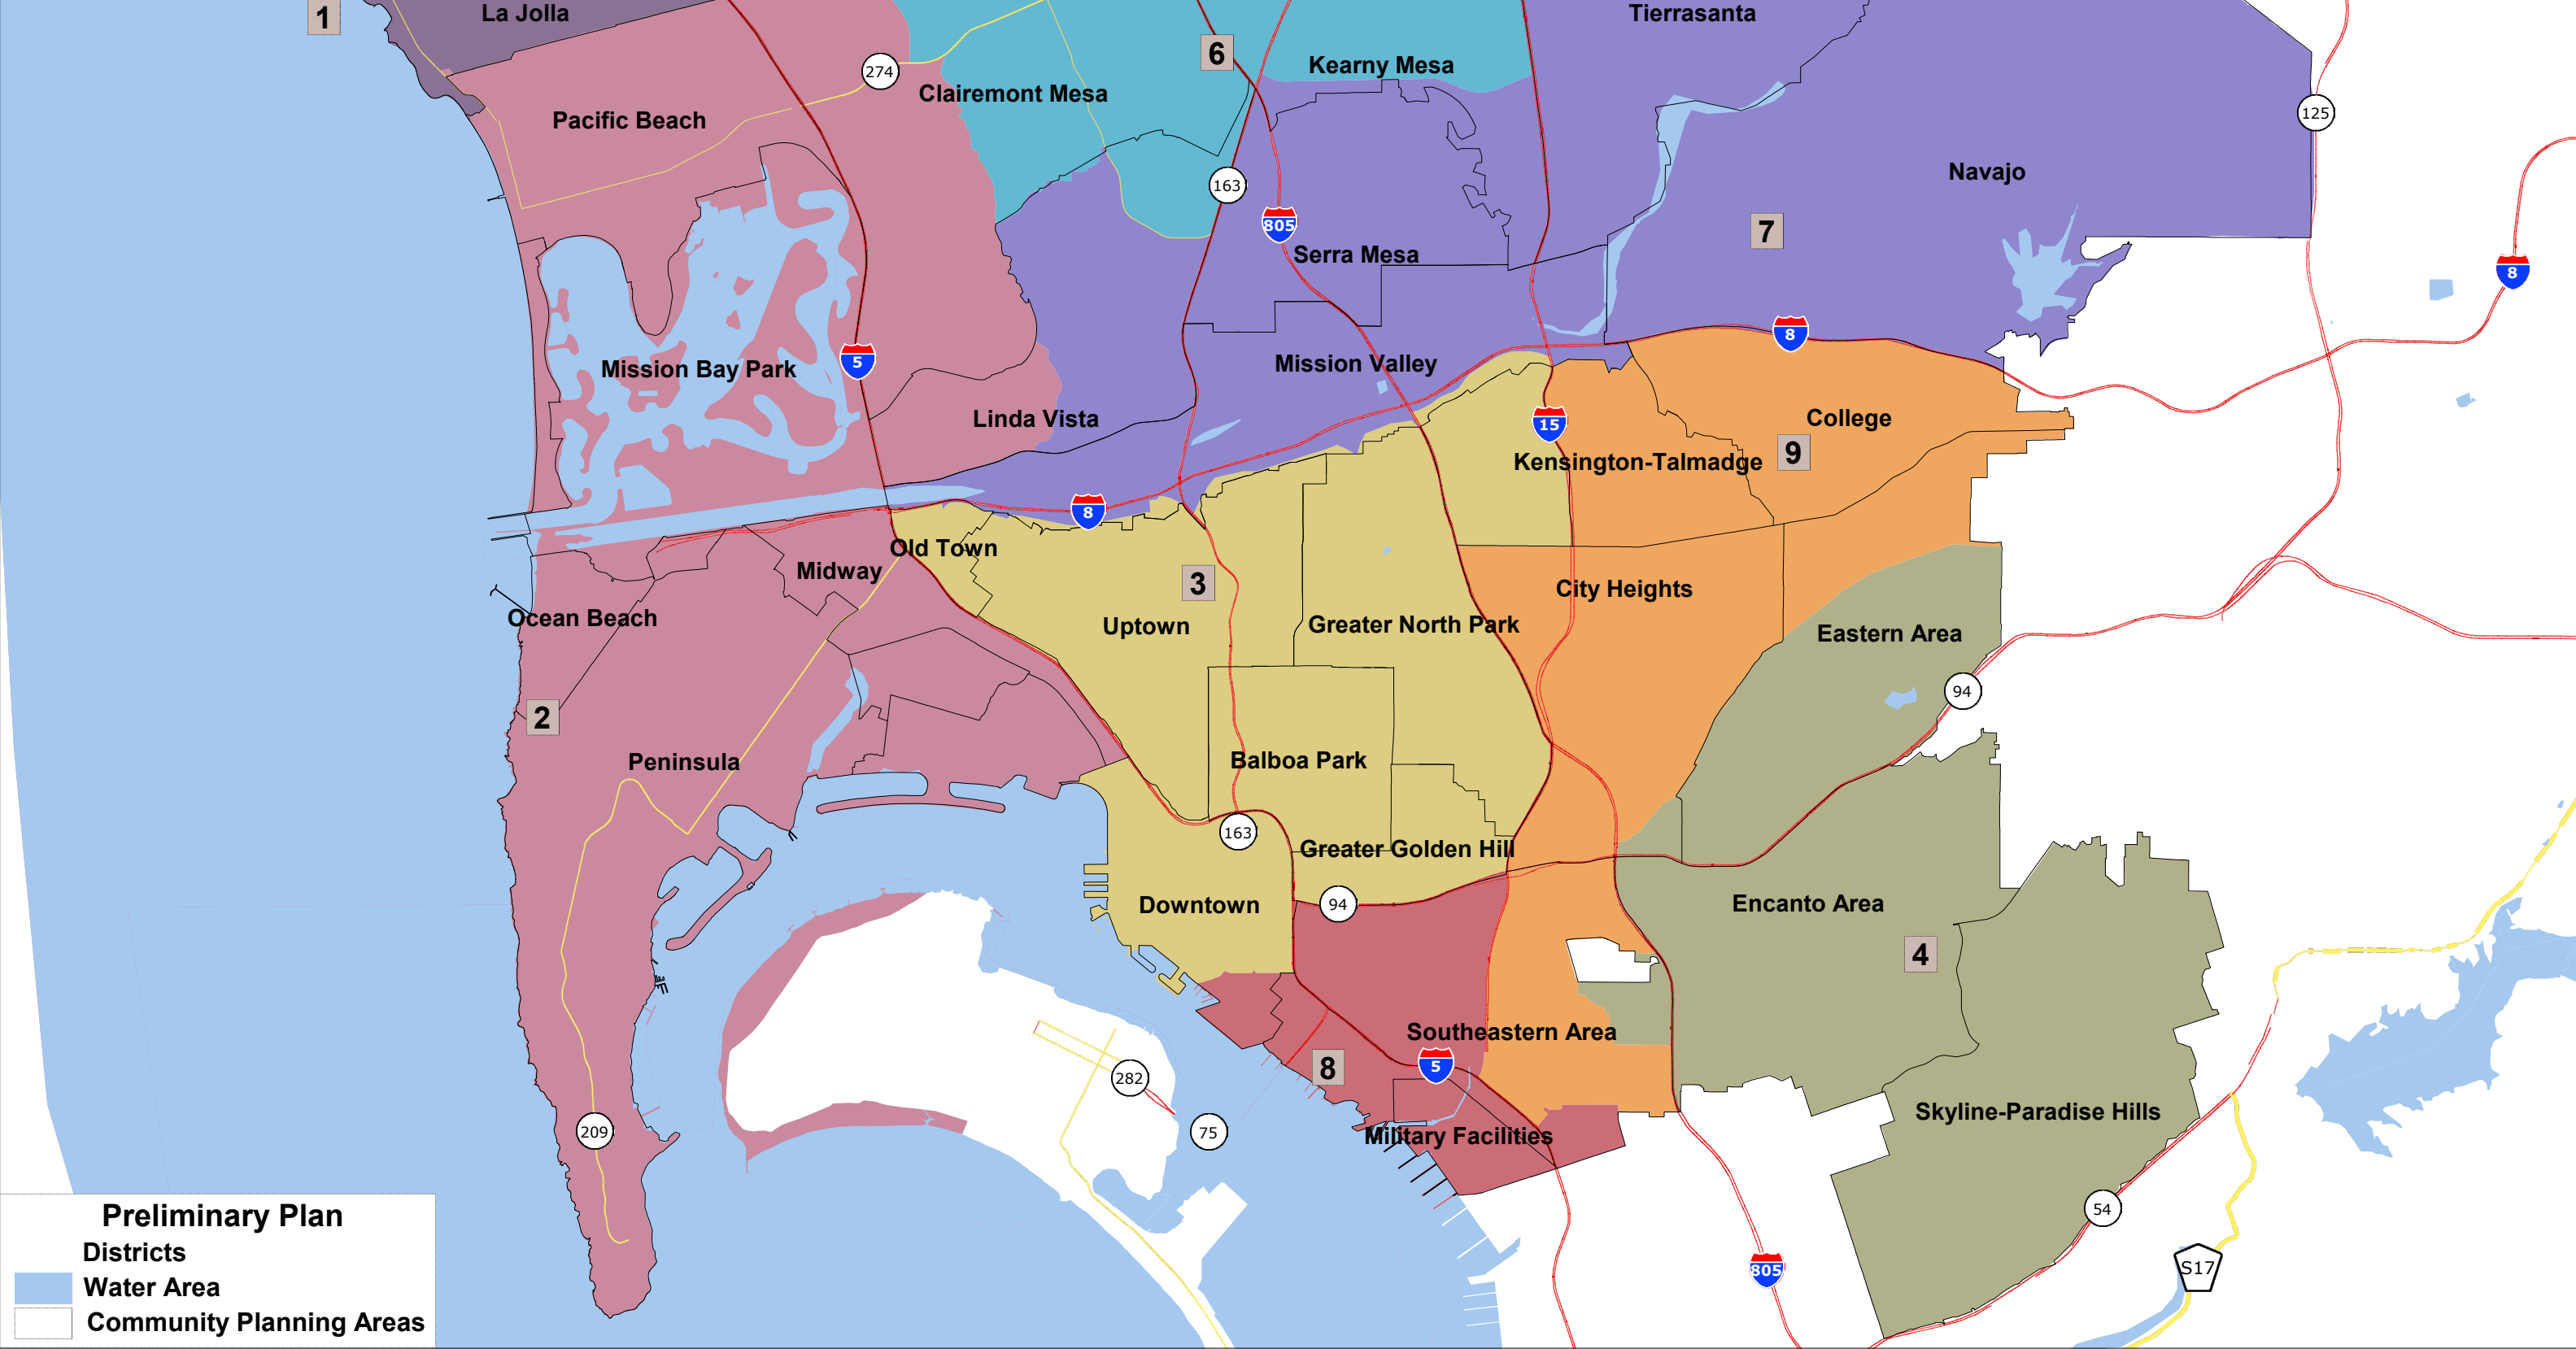 1
La Jolla
Tierrasanta
6
Kearny Mesa
274
Clairemont Mesa
125
Pacific Beach
Navajo
163
805
7
Serra Mesa
8
8
5
Mission Valley
Mission Bay Park
Linda Vista
15
College
Kensington-Talmadge
9
8
Old Town
Midway
3
City Heights
Ocean Beach
Uptown
Greater North Park
Eastern Area
94
2
Peninsula
Balboa Park
163
Greater Golden Hill
Downtown
94
Encanto Area
4
Southeastern Area
8
5
282
Skyline-Paradise Hills
209
75
Military Facilities
54
Preliminary Plan
Districts
805
S17
Water Area
Community Planning Areas